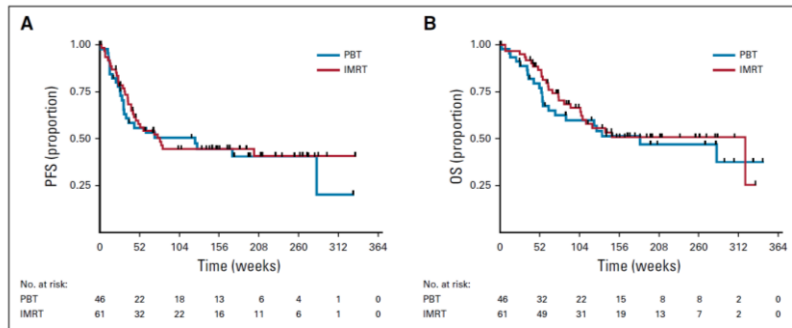 A
1.00
0.75
0.50
0.25
PFS (proportion)
PBT
IMRT
0 52 104 156 208 260 312 364
Time (weeks)
No. at risk:
PBT 46 22 18 13 6 4 1 0
IMRT 61 32 22 16 11 6 1 0
B
1.00
0.75
0.50
0.25
OS (proportion)
PBT
IMRT
0 52 104 156 208 260 312 364
Time (weeks)
No. at risk:
PBT 46 32 22 15 8 8 2 0
IMRT 61 49 31 19 13 7 2 0